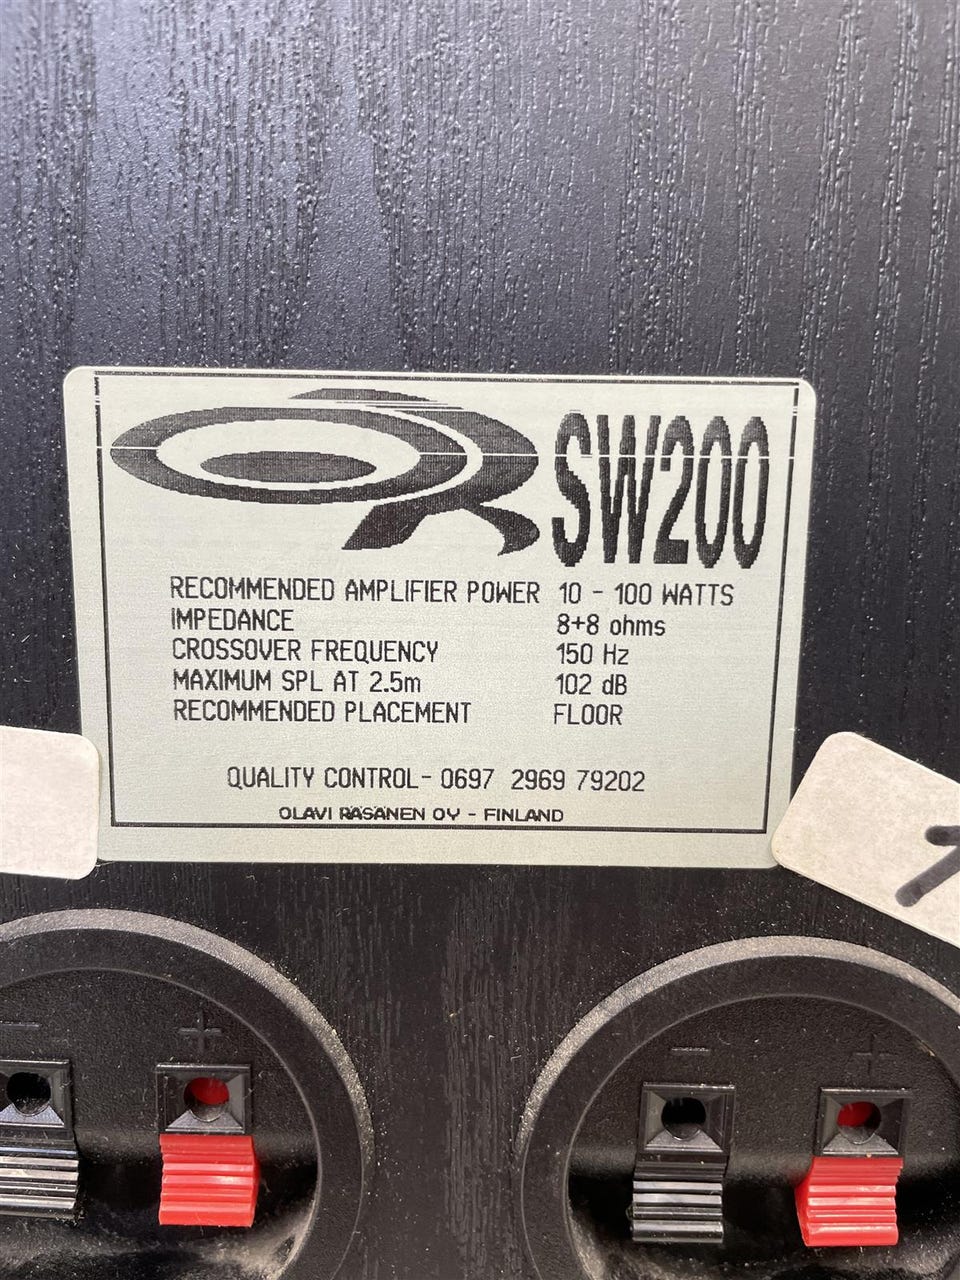 OR SW200
RECOMMENDED AMPLIFIER POWER 10 - 100 WATTS
IMPEDANCE 8+8 ohms
CROSSOVER FREQUENCY 150 Hz
MAXIMUM SPL AT 2.5m 102 dB
RECOMMENDED PLACEMENT FLOOR
QUALITY CONTROL- 0697 2969 79202
OLAVI RÄSÄNEN OY - FINLAND
- + - +